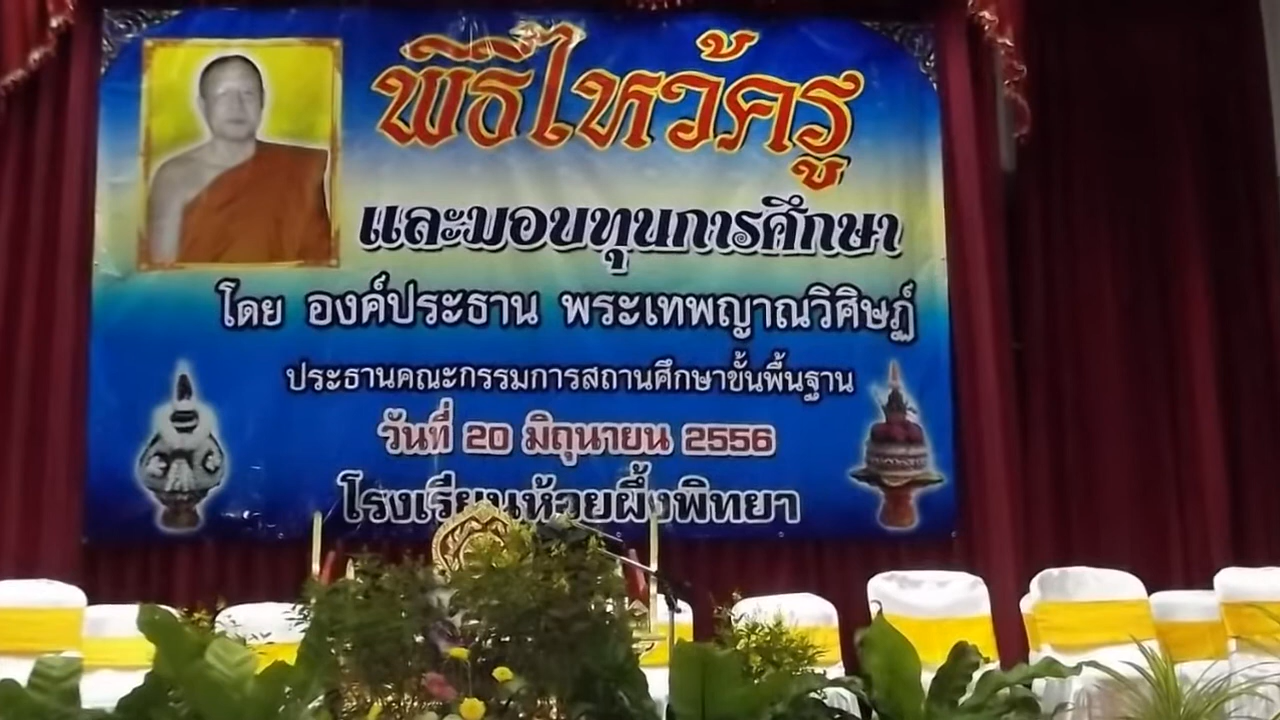 พิธีไหว้ครู
และมอบทุนการศึกษา
โดย องค์ประธาน พระเทพญาณวิศิษฏ์
ประธานคณะกรรมการสถานศึกษาขั้นพื้นฐาน
วันที่ 20 มิถุนายน 2556
โรงเรียนห้วยผึ้งพิทยา